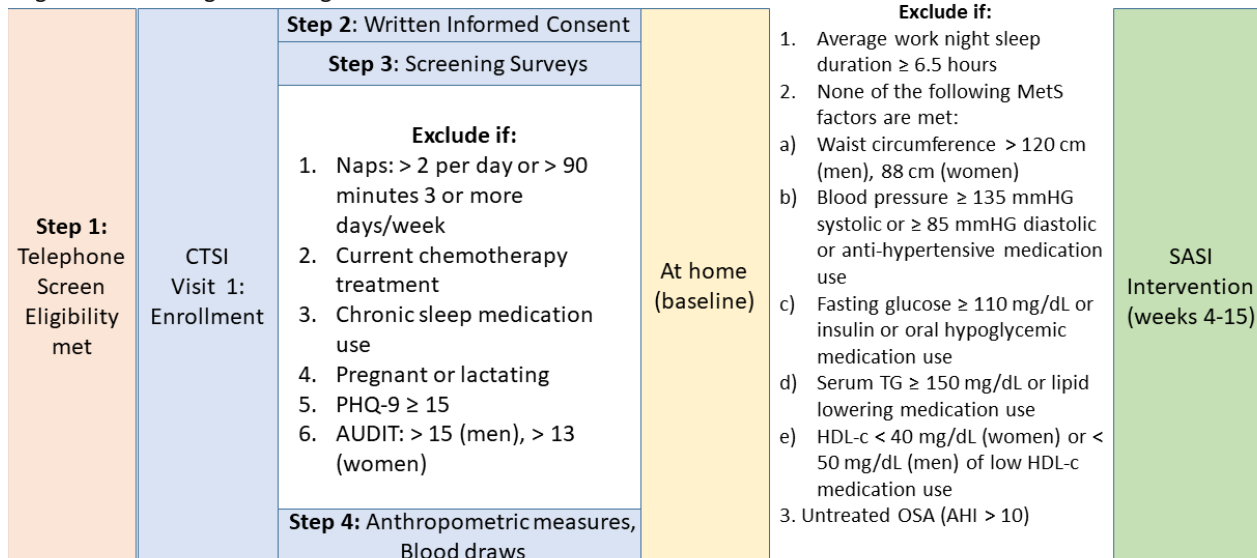 Step 1:
Telephone
Screen
Eligibility
met
CTSI
Visit 1:
Enrollment
Step 2: Written Informed Consent
Step 3: Screening Surveys
Exclude if:
1. Naps: > 2 per day or > 90
minutes 3 or more
days/week
2. Current chemotherapy
treatment
3. Chronic sleep medication
use
4. Pregnant or lactating
5. PHQ-9 ≥ 15
6. AUDIT: > 15 (men), > 13
(women)
Step 4: Anthropometric measures,
Blood draws
At home
(baseline)
Exclude if:
1. Average work night sleep
duration ≥ 6.5 hours
2. None of the following MetS
factors are met:
a) Waist circumference > 120 cm
(men), 88 cm (women)
b) Blood pressure ≥ 135 mmHG
systolic or ≥ 85 mmHG diastolic
or anti-hypertensive medication
use
c) Fasting glucose ≥ 110 mg/dL or
insulin or oral hypoglycemic
medication use
d) Serum TG ≥ 150 mg/dL or lipid
lowering medication use
e) HDL-c < 40 mg/dL (women) or <
50 mg/dL (men) of low HDL-c
medication use
3. Untreated OSA (AHI > 10)
SASI
Intervention
(weeks 4-15)